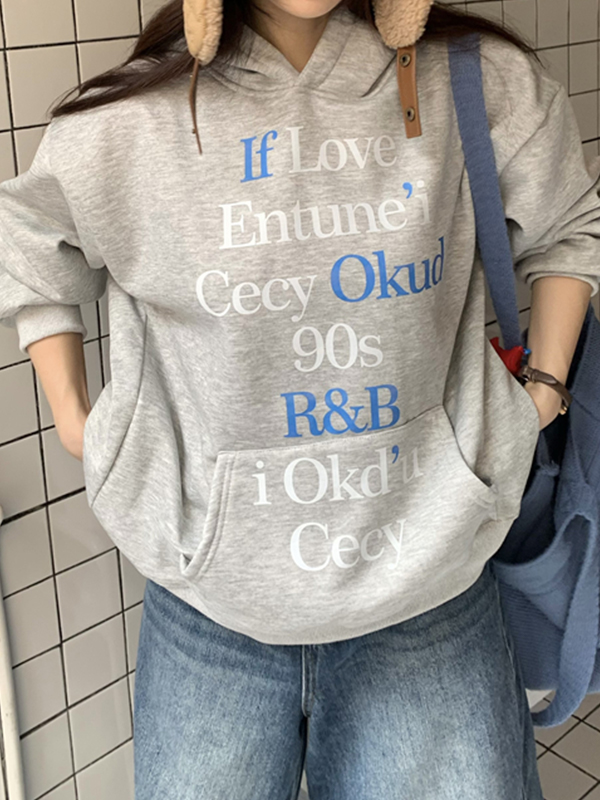 If Love
Entune'i
Cecy Okud
90s
R&B
i Okd'u
Cecy